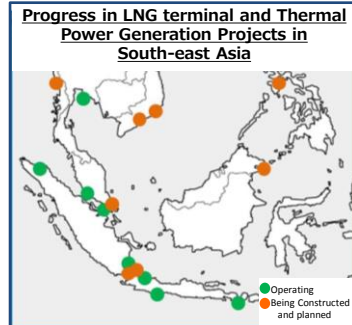 Progress in LNG terminal and Thermal
Power Generation Projects in
South-east Asia
Operating
Being Constructed
and planned